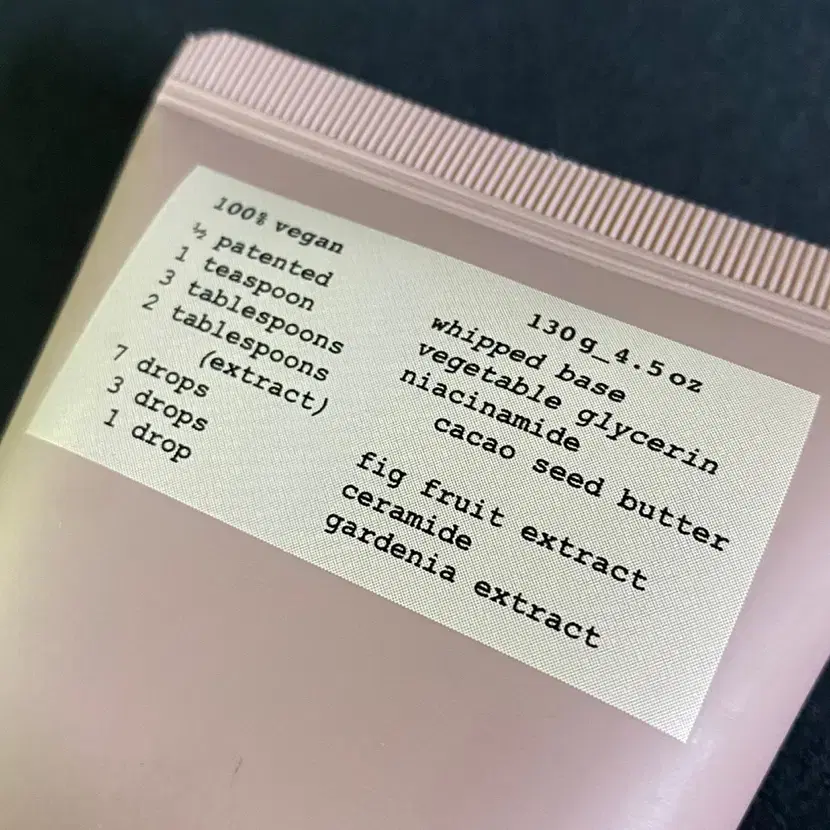 100% vegan 130g_4.5oz
½ patented whipped base
1 teaspoon vegetable glycerin
3 tablespoons niacinamide
2 tablespoons cacao seed butter
(extract)
7 drops fig fruit extract
3 drops ceramide
1 drop gardenia extract